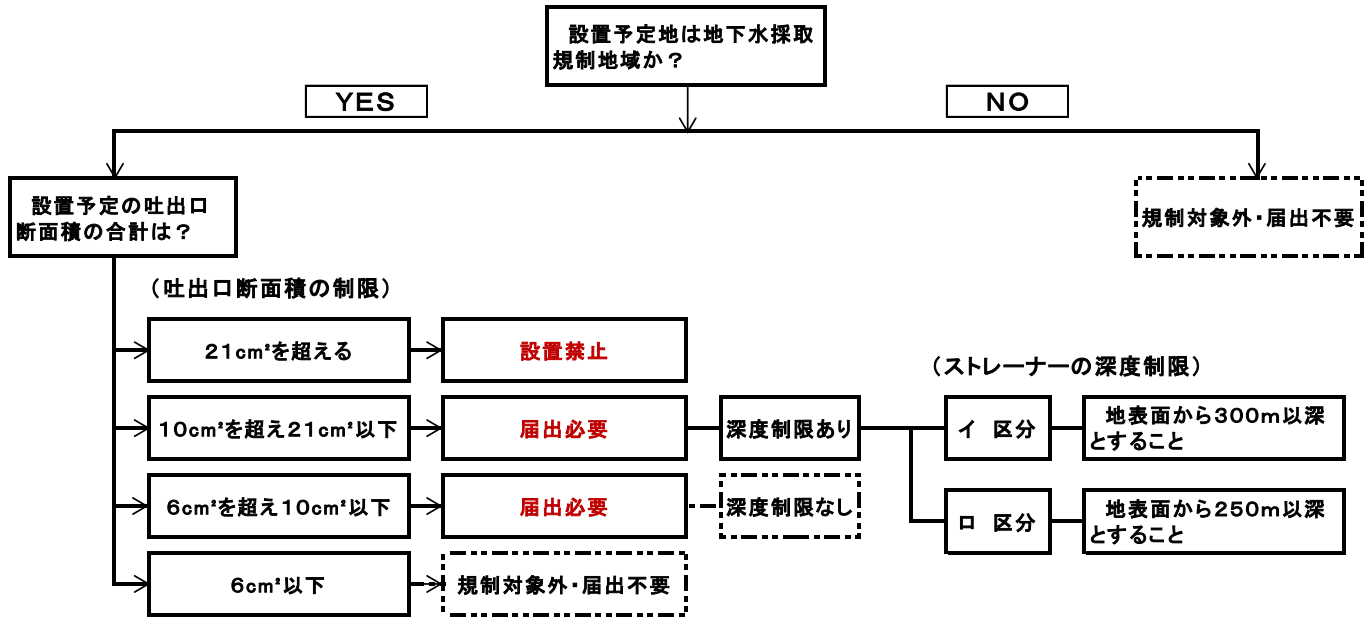 設置予定地は地下水採取
規制地域か？
ＹＥＳ
ＮＯ
設置予定の吐出口
断面積の合計は？
規制対象外・届出不要
（吐出口断面積の制限）
２１ｃｍ²を超える
設置禁止
（ストレーナーの深度制限）
１０ｃｍ²を超え２１ｃｍ²以下
届出必要
深度制限あり
イ　区分
地表面から３００ｍ以深
とすること
６ｃｍ²を超え１０ｃｍ²以下
届出必要
深度制限なし
ロ　区分
地表面から２５０ｍ以深
とすること
６ｃｍ²以下
規制対象外・届出不要